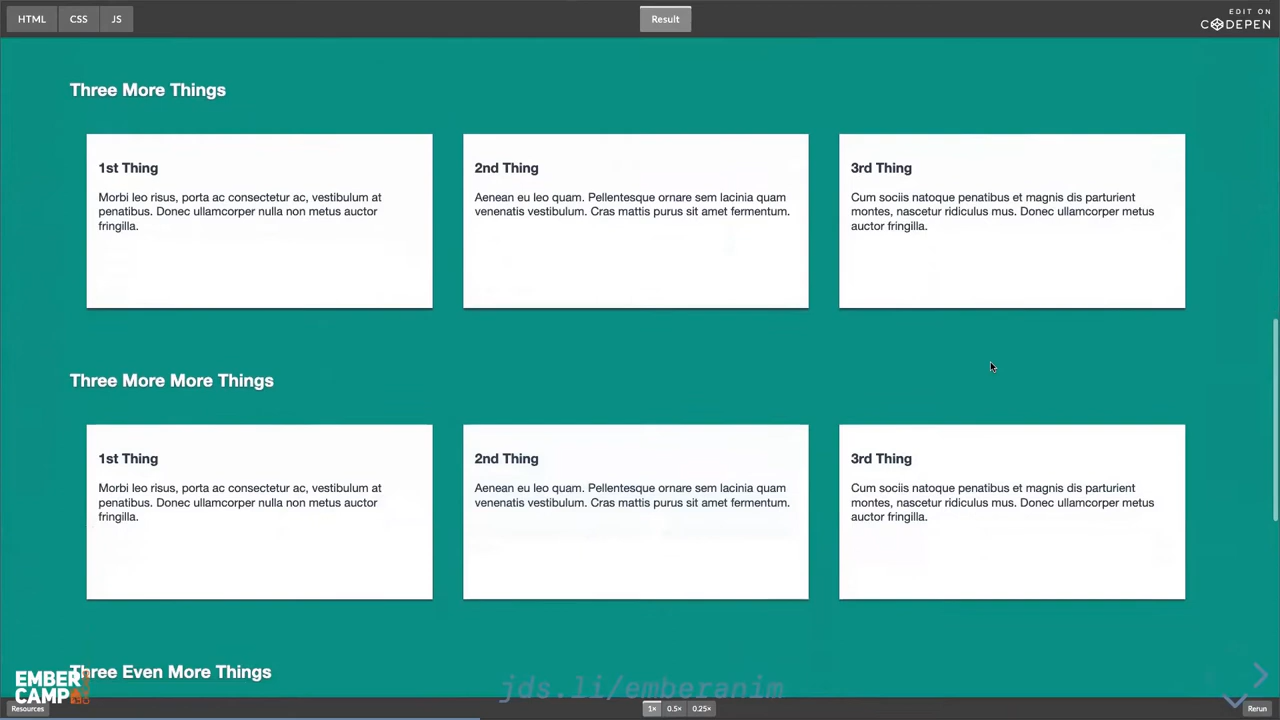 HTML CSS JS
Result
EDIT ON
CODEPEN
Three More Things
1st Thing
Morbi leo risus, porta ac consectetur ac, vestibulum at
penatibus. Donec ullamcorper nulla non metus auctor
fringilla.
2nd Thing
Aenean eu leo quam. Pellentesque ornare sem lacinia quam
venenatis vestibulum. Cras mattis purus sit amet fermentum.
3rd Thing
Cum sociis natoque penatibus et magnis dis parturient
montes, nascetur ridiculus mus. Donec ullamcorper metus
auctor fringilla.
Three More More Things
1st Thing
Morbi leo risus, porta ac consectetur ac, vestibulum at
penatibus. Donec ullamcorper nulla non metus auctor
fringilla.
2nd Thing
Aenean eu leo quam. Pellentesque ornare sem lacinia quam
venenatis vestibulum. Cras mattis purus sit amet fermentum.
3rd Thing
Cum sociis natoque penatibus et magnis dis parturient
montes, nascetur ridiculus mus. Donec ullamcorper metus
auctor fringilla.
Three Even More Things
EMBER
CAMP
jds.li/emberanim
Resources
1× 0.5× 0.25×
Rerun